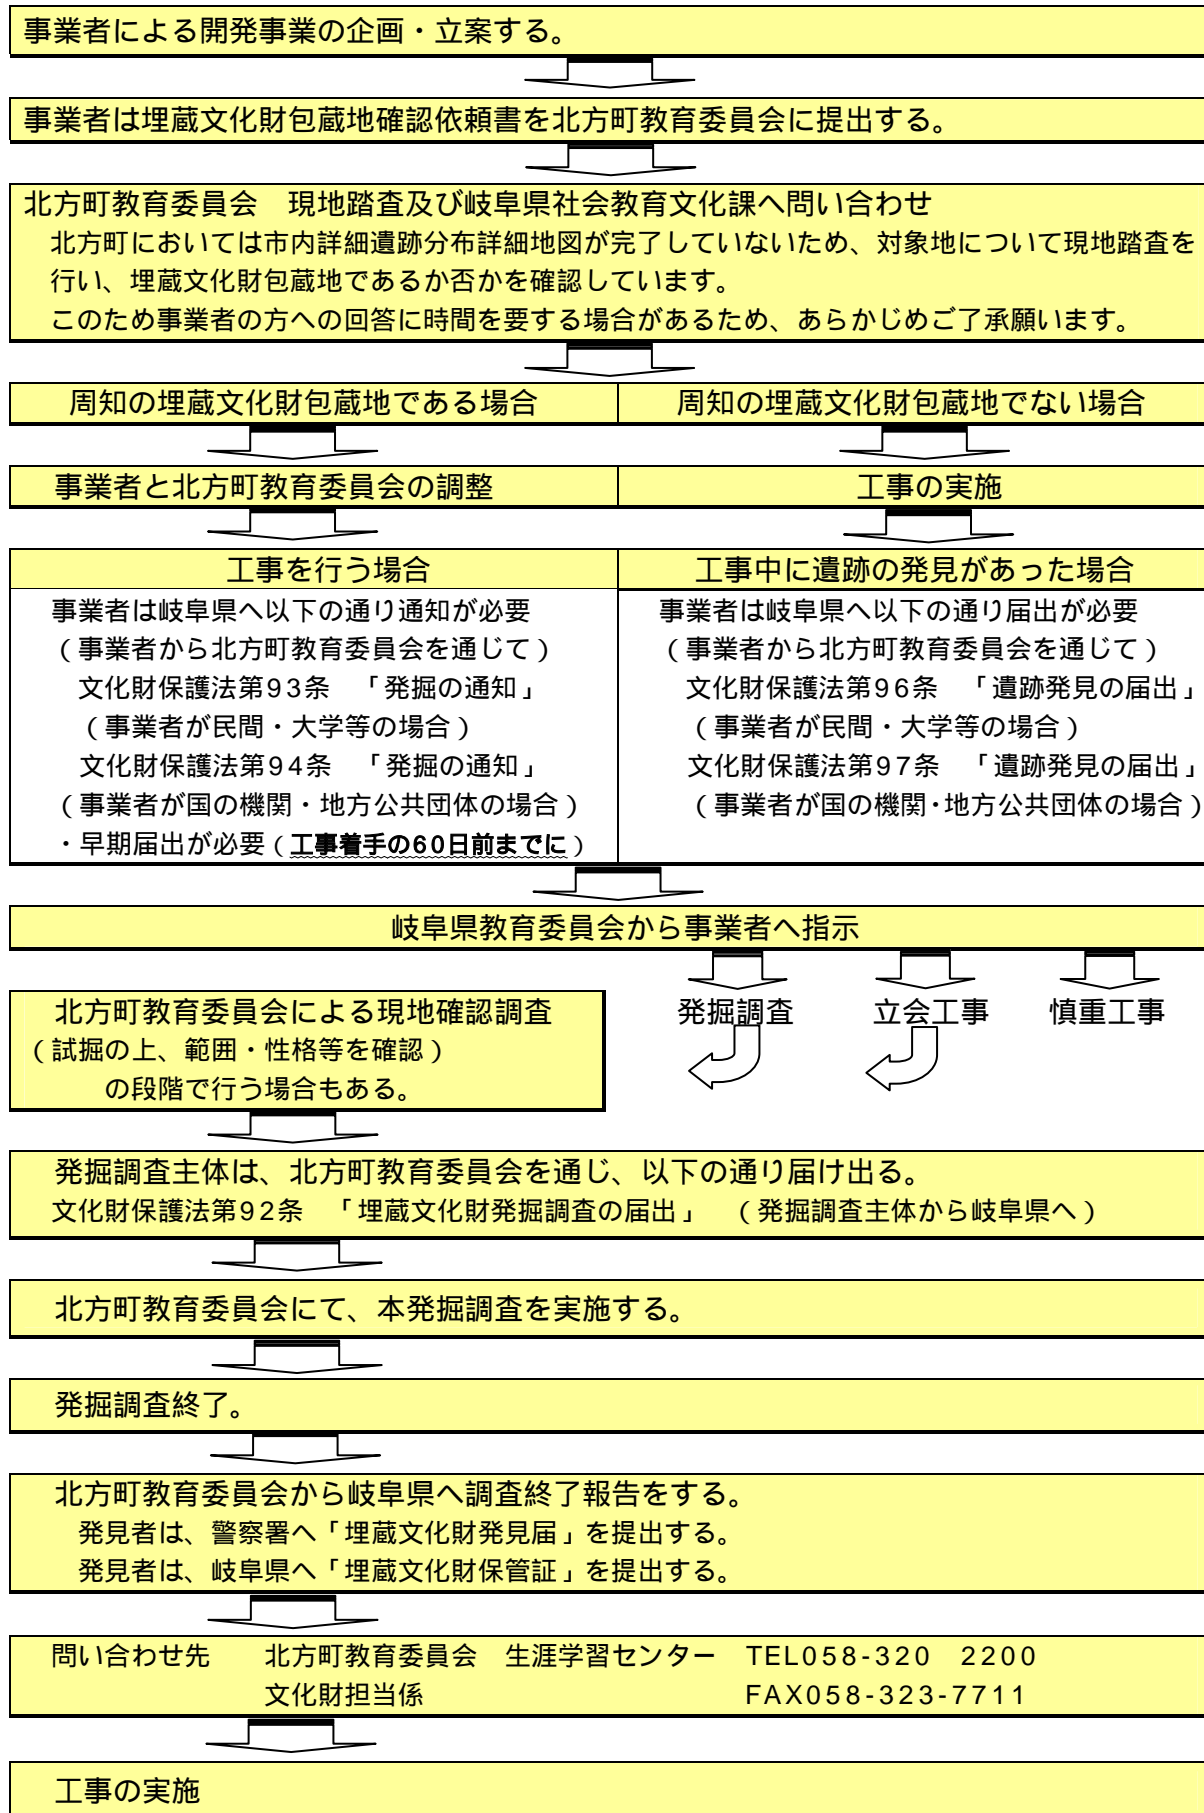 事業者による開発事業の企画・立案する。
事業者は埋蔵文化財包蔵地確認依頼書を北方町教育委員会に提出する。
北方町教育委員会　現地踏査及び岐阜県社会教育文化課へ問い合わせ
北方町においては市内詳細遺跡分布詳細地図が完了していないため、対象地について現地踏査を
行い、埋蔵文化財包蔵地であるか否かを確認しています。
このため事業者の方への回答に時間を要する場合があるため、あらかじめご了承願います。
周知の埋蔵文化財包蔵地である場合
周知の埋蔵文化財包蔵地でない場合
事業者と北方町教育委員会の調整
工事の実施
工事を行う場合
事業者は岐阜県へ以下の通り通知が必要
（事業者から北方町教育委員会を通じて）
文化財保護法第93条　「発掘の通知」
（事業者が民間・大学等の場合）
文化財保護法第94条　「発掘の通知」
（事業者が国の機関・地方公共団体の場合）
・早期届出が必要（工事着手の60日前までに）
工事中に遺跡の発見があった場合
事業者は岐阜県へ以下の通り届出が必要
（事業者から北方町教育委員会を通じて）
文化財保護法第96条　「遺跡発見の届出」
（事業者が民間・大学等の場合）
文化財保護法第97条　「遺跡発見の届出」
（事業者が国の機関・地方公共団体の場合）
岐阜県教育委員会から事業者へ指示
発掘調査　立会工事　慎重工事
北方町教育委員会による現地確認調査
（試掘の上、範囲・性格等を確認）
の段階で行う場合もある。
発掘調査主体は、北方町教育委員会を通じ、以下の通り届け出る。
文化財保護法第92条　「埋蔵文化財発掘調査の届出」　（発掘調査主体から岐阜県へ）
北方町教育委員会にて、本発掘調査を実施する。
発掘調査終了。
北方町教育委員会から岐阜県へ調査終了報告をする。
発見者は、警察署へ「埋蔵文化財発見届」を提出する。
発見者は、岐阜県へ「埋蔵文化財保管証」を提出する。
問い合わせ先　北方町教育委員会　生涯学習センター　TEL058-320　2200
文化財担当係　FAX058-323-7711
工事の実施